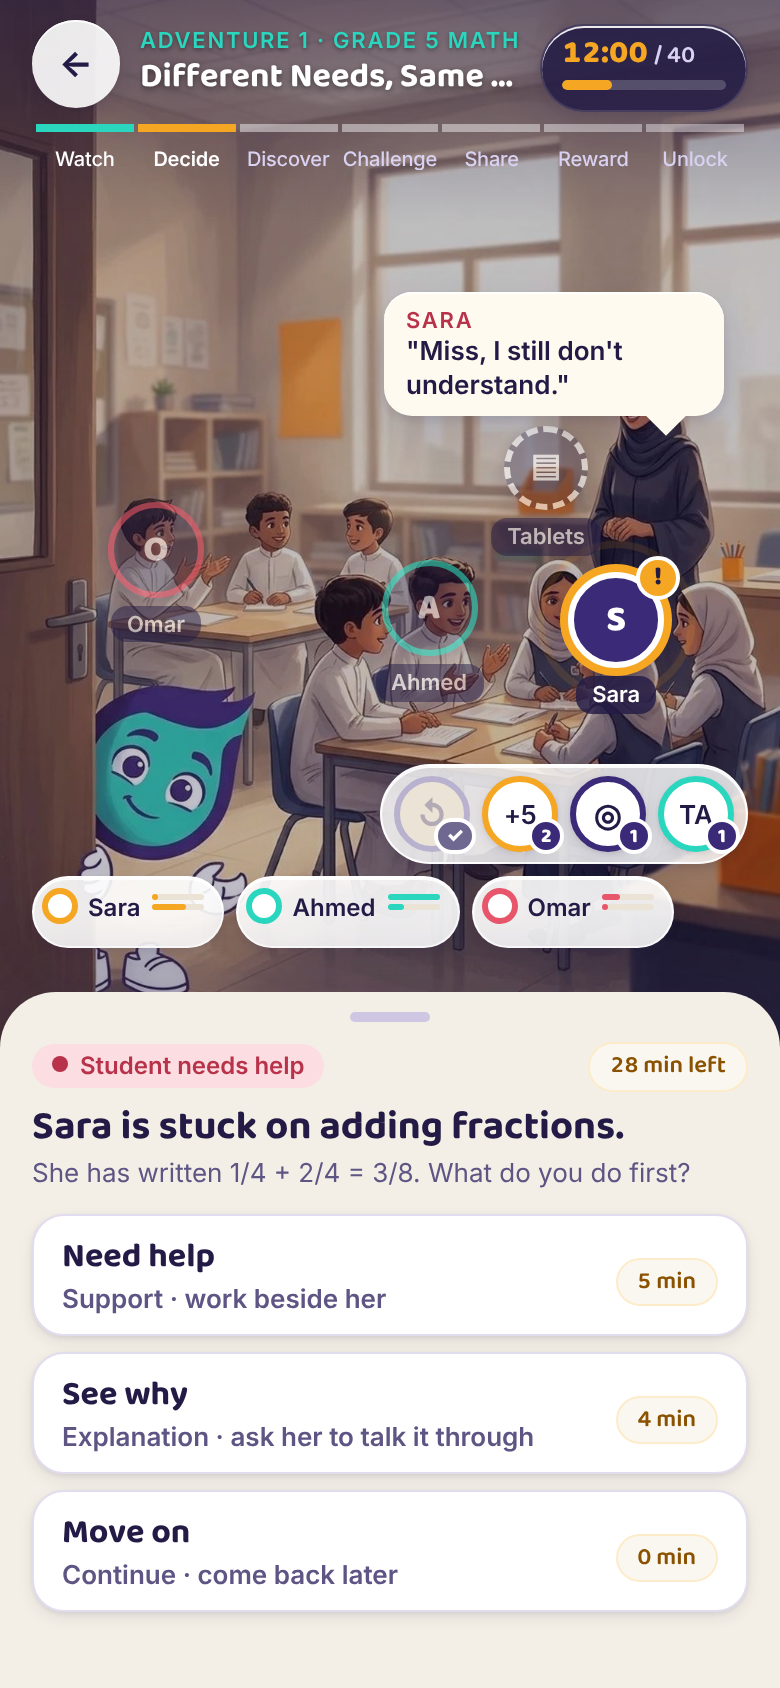 ADVENTURE 1 · GRADE 5 MATH
Different Needs, Same ...
12:00 / 40
Watch
Decide
Discover
Challenge
Share
Reward
Unlock
SARA
"Miss, I still don't
understand."
Tablets
O
Omar
A
Ahmed
!
S
Sara
+5
2
1
TA
1
Sara
Ahmed
Omar
Student needs help
28 min left
Sara is stuck on adding fractions.
She has written 1/4 + 2/4 = 3/8. What do you do first?
Need help
Support · work beside her
5 min
See why
Explanation · ask her to talk it through
4 min
Move on
Continue · come back later
0 min